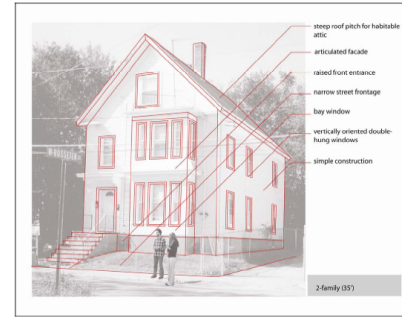 steep roof pitch for habitable
attic
articulated facade
raised front entrance
narrow street frontage
bay window
vertically oriented double-
hung windows
simple construction
2-family (35')